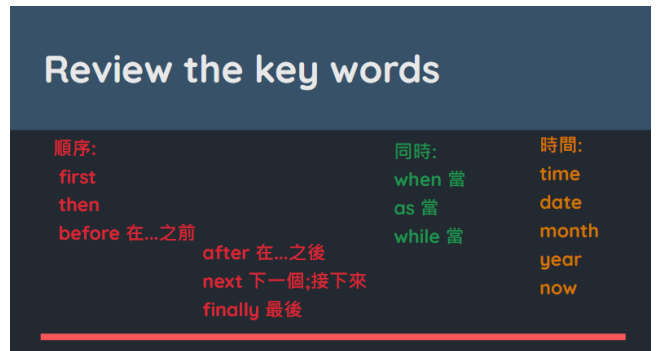 Review the key words
順序:
first
then
before 在...之前
after 在...之後
next 下一個;接下來
finally 最後
同時:
when 當
as 當
while 當
時間:
time
date
month
year
now